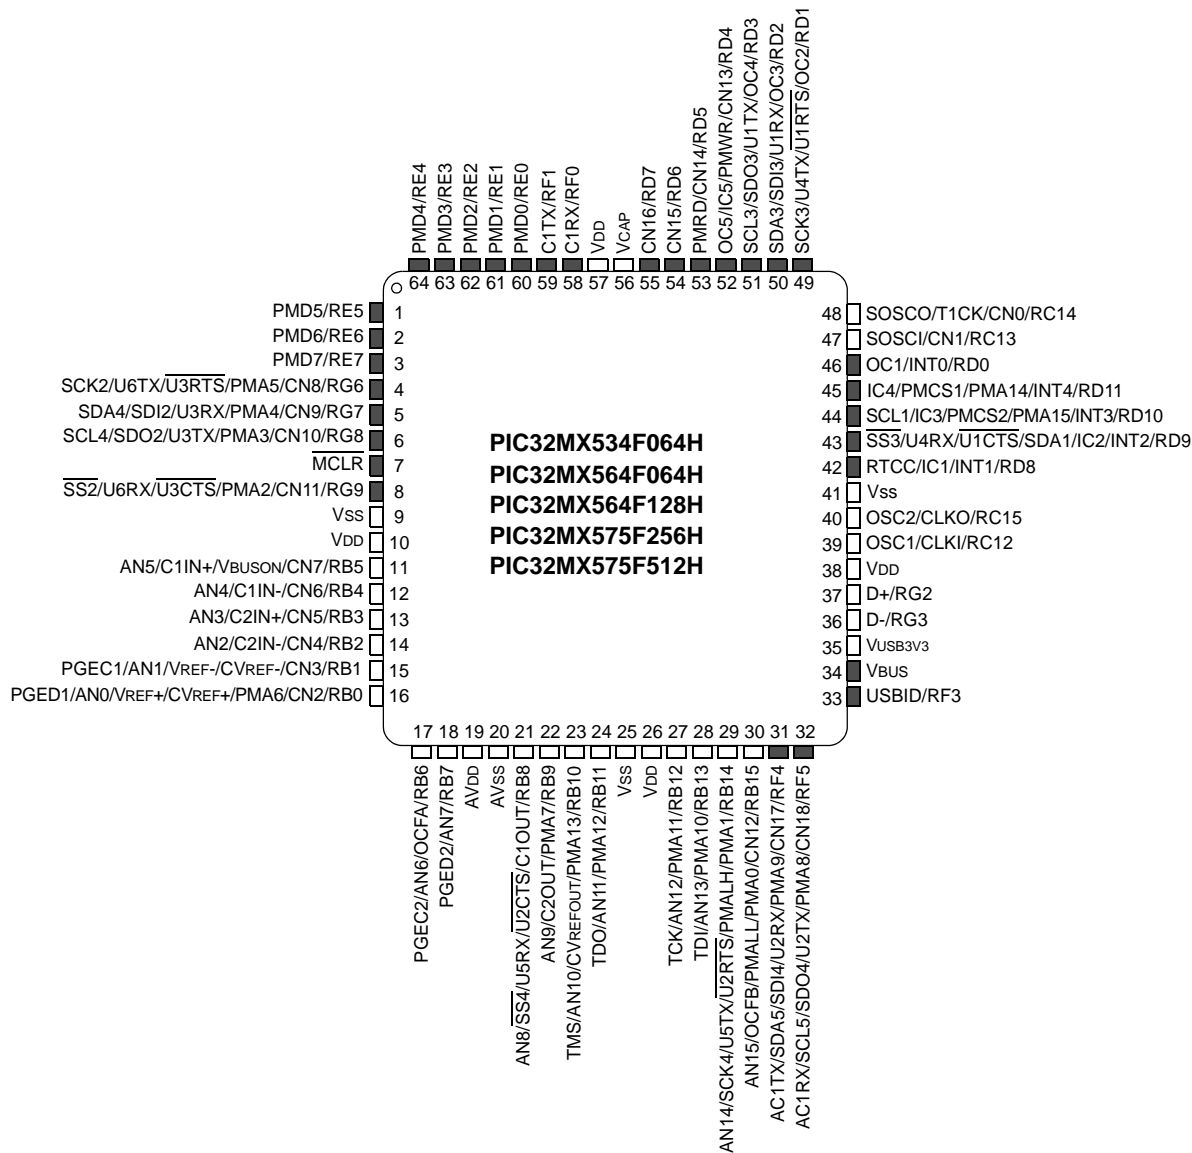 PMD4/RE4
PMD3/RE3
PMD2/RE2
PMD1/RE1
PMD0/RE0
C1TX/RF1
C1RX/RF0
VDD
VCAP
CN16/RD7
CN15/RD6
PMRD/CN14/RD5
OC5/IC5/PMWR/CN13/RD4
SCL3/SDO3/U1TX/OC4/RD3
SDA3/SDI3/U1RX/OC3/RD2
SCK3/U4TX/U1RTS/OC2/RD1
64 63 62 61 60 59 58 57 56 55 54 53 52 51 50 49
PMD5/RE5 1
PMD6/RE6 2
PMD7/RE7 3
SCK2/U6TX/U3RTS/PMA5/CN8/RG6 4
SDA4/SDI2/U3RX/PMA4/CN9/RG7 5
SCL4/SDO2/U3TX/PMA3/CN10/RG8 6
MCLR 7
SS2/U6RX/U3CTS/PMA2/CN11/RG9 8
VSS 9
VDD 10
AN5/C1IN+/VBUSON/CN7/RB5 11
AN4/C1IN-/CN6/RB4 12
AN3/C2IN+/CN5/RB3 13
AN2/C2IN-/CN4/RB2 14
PGEC1/AN1/VREF-/CVREF-/CN3/RB1 15
PGED1/AN0/VREF+/CVREF+/PMA6/CN2/RB0 16
PIC32MX534F064H
PIC32MX564F064H
PIC32MX564F128H
PIC32MX575F256H
PIC32MX575F512H
48 SOSCO/T1CK/CN0/RC14
47 SOSCI/CN1/RC13
46 OC1/INT0/RD0
45 IC4/PMCS1/PMA14/INT4/RD11
44 SCL1/IC3/PMCS2/PMA15/INT3/RD10
43 SS3/U4RX/U1CTS/SDA1/IC2/INT2/RD9
42 RTCC/IC1/INT1/RD8
41 Vss
40 OSC2/CLKO/RC15
39 OSC1/CLKI/RC12
38 VDD
37 D+/RG2
36 D-/RG3
35 VUSB3V3
34 VBUS
33 USBID/RF3
17 18 19 20 21 22 23 24 25 26 27 28 29 30 31 32
PGEC2/AN6/OCFA/RB6
PGED2/AN7/RB7
AVDD
AVSS
AN8/SS4/U5RX/U2CTS/C1OUT/RB8
AN9/C2OUT/PMA7/RB9
TMS/AN10/CVREFOUT/PMA13/RB10
TDO/AN11/PMA12/RB11
VSS
VDD
TCK/AN12/PMA11/RB12
TDI/AN13/PMA10/RB13
AN14/SCK4/U5TX/U2RTS/PMALH/PMA1/RB14
AN15/OCFB/PMALL/PMA0/CN12/RB15
AC1TX/SDA5/SDI4/U2RX/PMA9/CN17/RF4
AC1RX/SCL5/SDO4/U2TX/PMA8/CN18/RF5